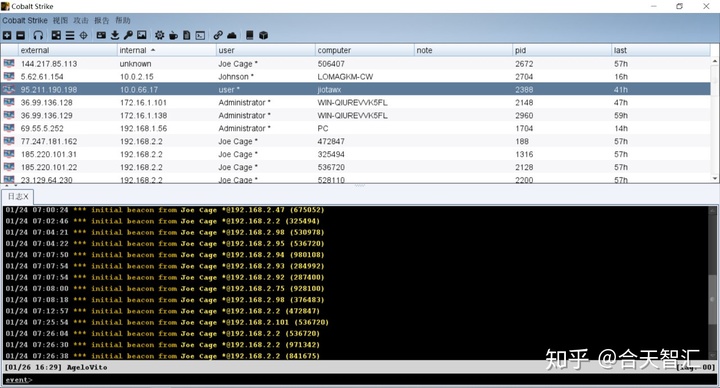 Cobalt Strike
Cobalt Strike 视图 攻击 报告 帮助
external internal user computer note pid last
144.217.85.113 unknown Joe Cage * 506407 2672 57h
5.62.61.154 10.0.2.15 Johnson * LOMAGKM-CW 2704 16h
95.211.190.198 10.0.66.17 user * jiotawx 2388 41h
36.99.136.128 172.16.1.101 Administrator * WIN-QIUREVVK5FL 2148 47h
36.99.136.129 172.16.1.138 Administrator * WIN-QIUREVVK5FL 2960 59h
69.55.5.252 192.168.1.56 Administrator * PC 1704 14h
77.247.181.162 192.168.2.2 Joe Cage * 472847 188 57h
185.220.101.31 192.168.2.2 Joe Cage * 325494 1316 57h
185.220.101.22 192.168.2.2 Joe Cage * 536720 2128 57h
23.129.64.230 192.168.2.2 Joe Cage * 528110 2200 57h
日志X
01/24 07:00:24 *** initial beacon from Joe Cage *@192.168.2.47 (675052)
01/24 07:02:46 *** initial beacon from Joe Cage *@192.168.2.2 (325494)
01/24 07:04:21 *** initial beacon from Joe Cage *@192.168.2.98 (530978)
01/24 07:04:22 *** initial beacon from Joe Cage *@192.168.2.95 (536720)
01/24 07:07:50 *** initial beacon from Joe Cage *@192.168.2.94 (980108)
01/24 07:07:54 *** initial beacon from Joe Cage *@192.168.2.93 (284992)
01/24 07:07:54 *** initial beacon from Joe Cage *@192.168.2.92 (287400)
01/24 07:08:00 *** initial beacon from Joe Cage *@192.168.2.75 (928100)
01/24 07:08:18 *** initial beacon from Joe Cage *@192.168.2.98 (376483)
01/24 07:12:57 *** initial beacon from Joe Cage *@192.168.2.2 (472847)
01/24 07:25:54 *** initial beacon from Joe Cage *@192.168.2.101 (536720)
01/24 07:26:04 *** initial beacon from Joe Cage *@192.168.2.2 (536720)
01/24 07:26:30 *** initial beacon from Joe Cage *@192.168.2.2 (971342)
01/24 07:26:38 *** initial beacon from Joe Cage *@192.168.2.2 (841675)
[01/26 16:29] AgeloVito [lag: 00]
event>
知乎 @合天智汇